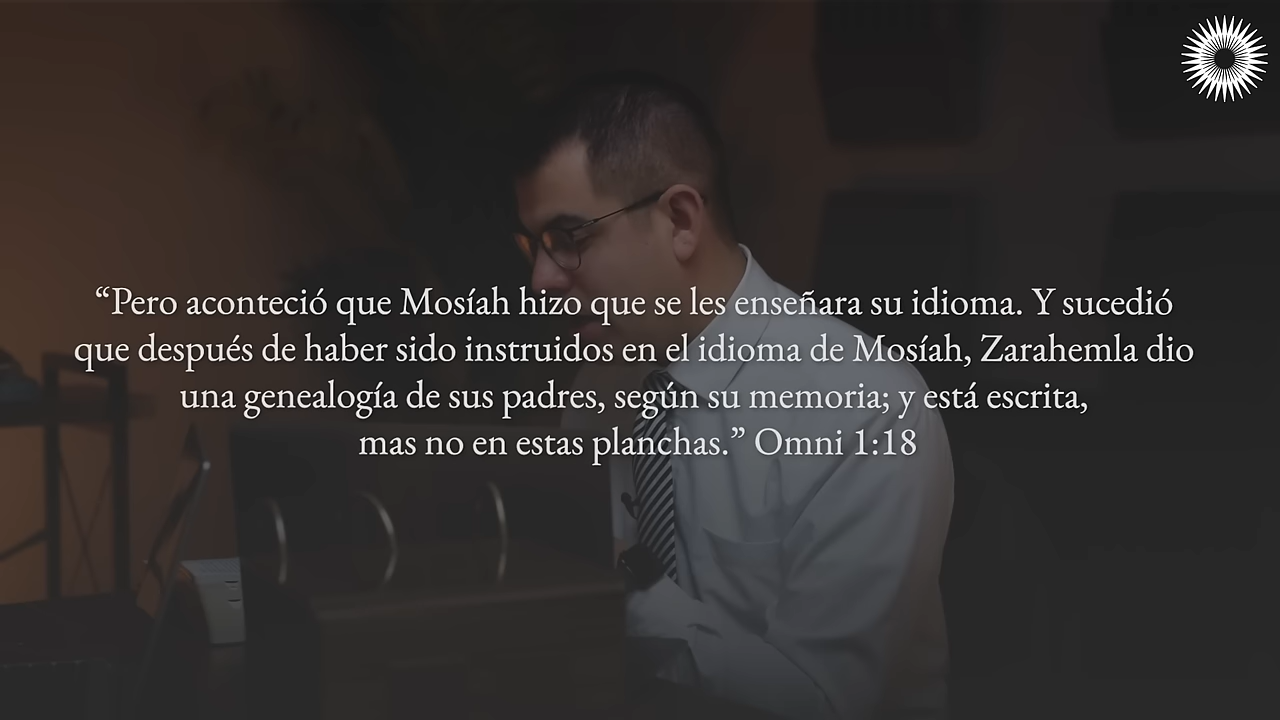 “Pero aconteció que Mosíah hizo que se les enseñara su idioma. Y sucedió
que después de haber sido instruidos en el idioma de Mosíah, Zarahemla dio
una genealogía de sus padres, según su memoria; y está escrita,
mas no en estas planchas.” Omni 1:18